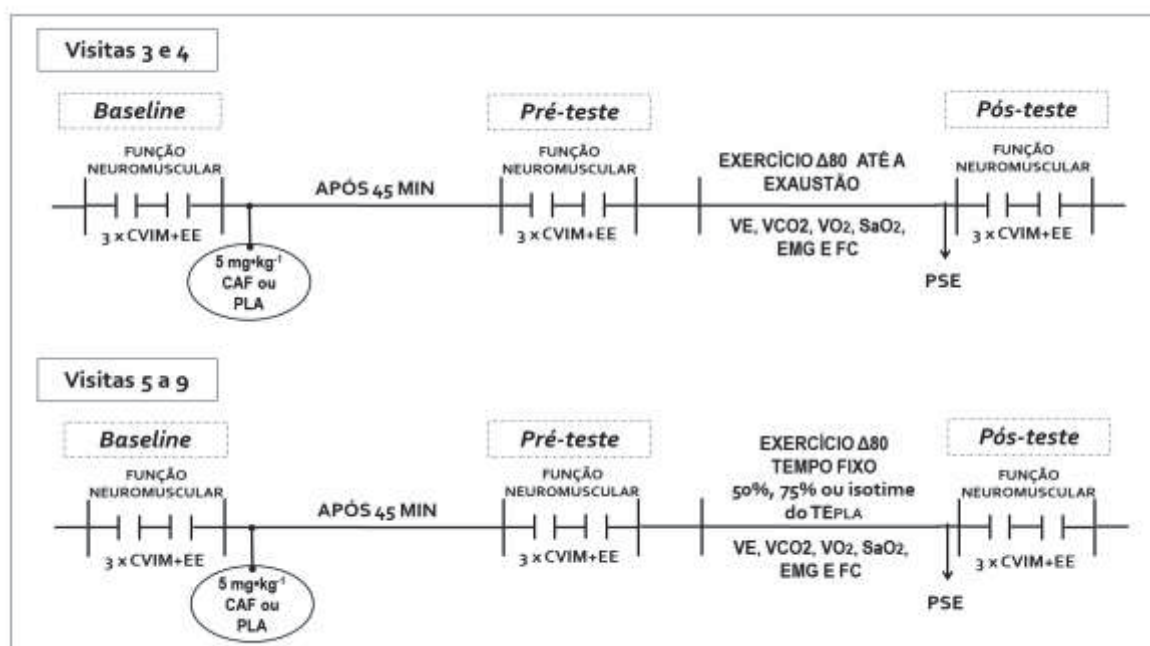 Visitas 3 e 4
Baseline
Pré-teste
Pós-teste
FUNÇÃO
NEUROMUSCULAR
3 x CVIM+EE
5 mg•kg-1
CAF ou
PLA
APÓS 45 MIN
FUNÇÃO
NEUROMUSCULAR
3 x CVIM+EE
EXERCÍCIO Δ80 ATÉ A
EXAUSTÃO
VE, VCO2, VO2, SaO2,
EMG E FC
PSE
FUNÇÃO
NEUROMUSCULAR
3 x CVIM+EE
Visitas 5 a 9
Baseline
Pré-teste
Pós-teste
FUNÇÃO
NEUROMUSCULAR
3 x CVIM+EE
5 mg•kg-1
CAF ou
PLA
APÓS 45 MIN
FUNÇÃO
NEUROMUSCULAR
3 x CVIM+EE
EXERCÍCIO Δ80
TEMPO FIXO
50%, 75% ou isotime
do TEPLA
VE, VCO2, VO2, SaO2,
EMG E FC
PSE
FUNÇÃO
NEUROMUSCULAR
3 x CVIM+EE